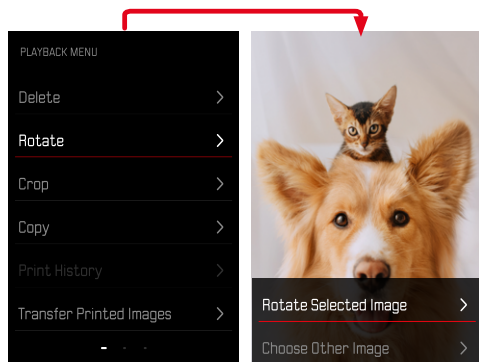 PLAYBACK MENU
Delete
Rotate
Crop
Copy
Print History
Transfer Printed Images
Rotate Selected Image
Choose Other Image